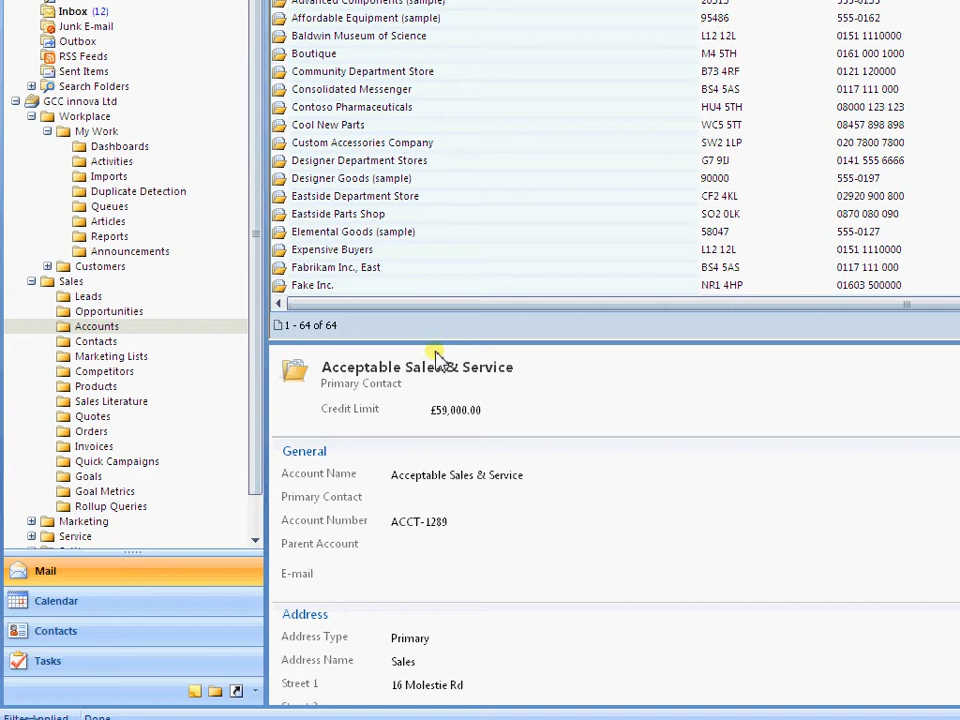 Inbox (12)
Junk E-mail
Outbox
RSS Feeds
Sent Items
Search Folders
GCC innova Ltd
Workplace
My Work
Dashboards
Activities
Imports
Duplicate Detection
Queues
Articles
Reports
Announcements
Customers
Sales
Leads
Opportunities
Accounts
Contacts
Marketing Lists
Competitors
Products
Sales Literature
Quotes
Orders
Invoices
Quick Campaigns
Goals
Goal Metrics
Rollup Queries
Marketing
Service
Mail
Calendar
Contacts
Tasks
Advanced Components (sample)
Affordable Equipment (sample) 95486 555-0162
Baldwin Museum of Science L12 12L 0151 1110000
Boutique M4 5TH 0161 000 1000
Community Department Store B73 4RF 0121 120000
Consolidated Messenger BS4 5AS 0117 111 000
Contoso Pharmaceuticals HU4 5TH 08000 123 123
Cool New Parts WC5 5TT 08457 898 898
Custom Accessories Company SW2 1LP 020 7800 7800
Designer Department Stores G7 9IJ 0141 555 6666
Designer Goods (sample) 90000 555-0197
Eastside Department Store CF2 4KL 02920 900 800
Eastside Parts Shop SO2 0LK 0870 080 090
Elemental Goods (sample) 58047 555-0127
Expensive Buyers L12 12L 0151 1110000
Fabrikam Inc., East BS4 5AS 0117 111 000
Fake Inc. NR1 4HP 01603 500000
1 - 64 of 64
Acceptable Sales & Service
Primary Contact
Credit Limit £59,000.00
General
Account Name Acceptable Sales & Service
Primary Contact
Account Number ACCT-1289
Parent Account
E-mail
Address
Address Type Primary
Address Name Sales
Street 1 16 Molestie Rd
Filter Applied Done